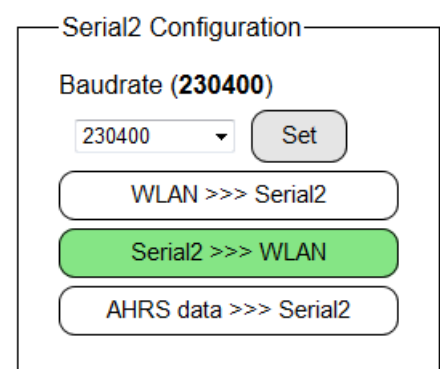 Serial2 Configuration
Baudrate (230400)
230400 Set
WLAN >>> Serial2
Serial2 >>> WLAN
AHRS data >>> Serial2